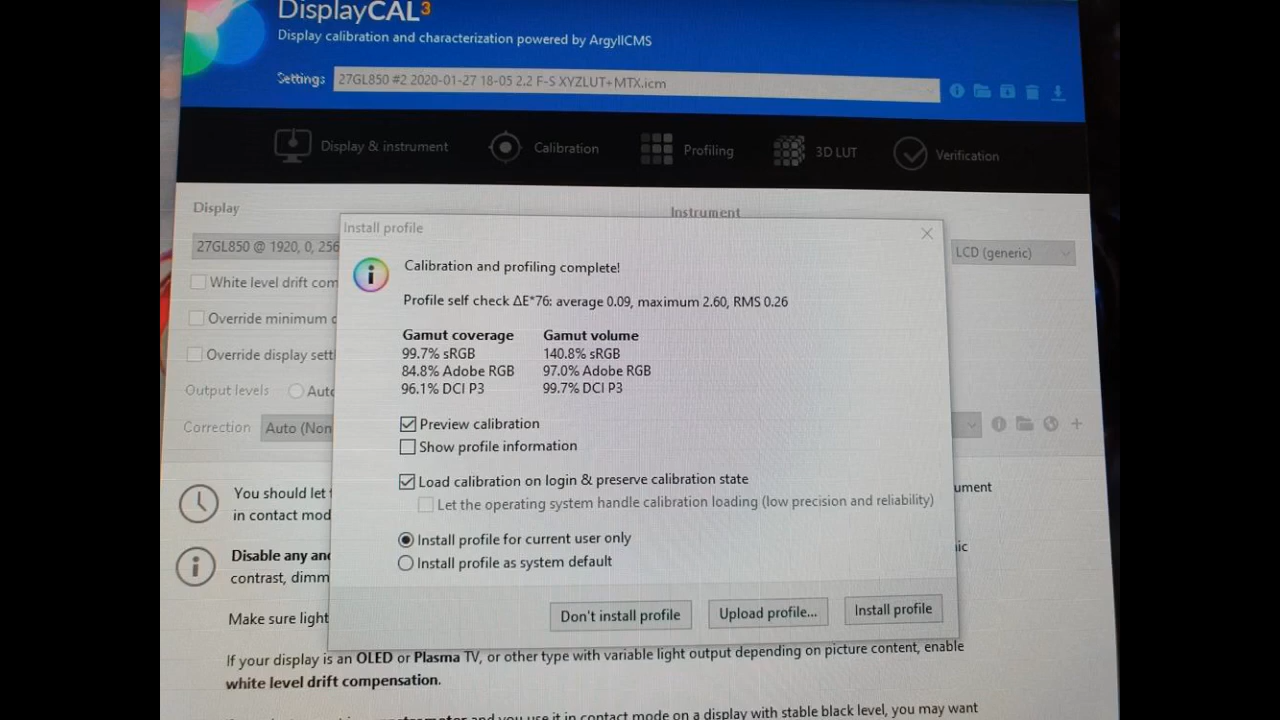 DisplayCAL3
Display calibration and characterization powered by ArgyllCMS
Settings 27GL850 #2 2020-01-27 18-05 2.2 F-S XYZLUT+MTX.icm
Display & instrument Calibration Profiling 3D LUT Verification
Display Instrument
27GL850 @ 1920, 0, 256 LCD (generic)
White level drift com
Override minimum
Override display sett
Output levels Auto
Correction Auto (Non
Install profile
Calibration and profiling complete!
Profile self check ΔE*76: average 0.09, maximum 2.60, RMS 0.26
Gamut coverage Gamut volume
99.7% sRGB 140.8% sRGB
84.8% Adobe RGB 97.0% Adobe RGB
96.1% DCI P3 99.7% DCI P3
Preview calibration
Show profile information
Load calibration on login & preserve calibration state
Let the operating system handle calibration loading (low precision and reliability)
Install profile for current user only
Install profile as system default
Don't install profile Upload profile... Install profile
You should let
in contact mod
Disable any and
contrast, dimm
Make sure light
If your display is an OLED or Plasma TV, or other type with variable light output depending on picture content, enable
white level drift compensation.
and you use it in contact mode on a display with stable black level, you may want